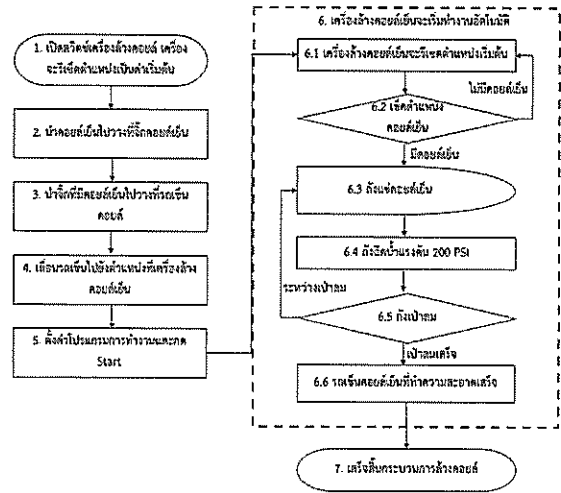 1. เปิดสวิตช์เครื่องล้างคอยล์ เครื่อง
จะรีเซ็ตตำแหน่งเป็นค่าเริ่มต้น
2. นำคอยล์เย็นไปวางที่จิ๊กคอยล์เย็น
3. นำจิ๊กที่มีคอยล์เย็นไปวางที่รถเข็น
คอยล์
4. เลื่อนรถเข็นไปยังตำแหน่งที่เครื่องล้าง
คอยล์เย็น
5. ตั้งค่าโปรแกรมการทำงานและกด
Start
6. เครื่องล้างคอยล์เย็นจะเริ่มทำงานอัตโนมัติ
6.1 เครื่องล้างคอยล์เย็นจะรีเซตตำแหน่งเริ่มต้น
ไม่มีคอยล์เย็น
6.2 เช็คตำแหน่ง
คอยล์เย็น
มีคอยล์เย็น
6.3 ถังแช่คอยล์เย็น
6.4 ถังฉีดน้ำแรงดัน 200 PSI
ระหว่างเป่าลม
6.5 ถังเป่าลม
เป่าลมเสร็จ
6.6 รถเข็นคอยล์เย็นที่ทำความสะอาดเสร็จ
7. เสร็จสิ้นกระบวนการล้างคอยล์